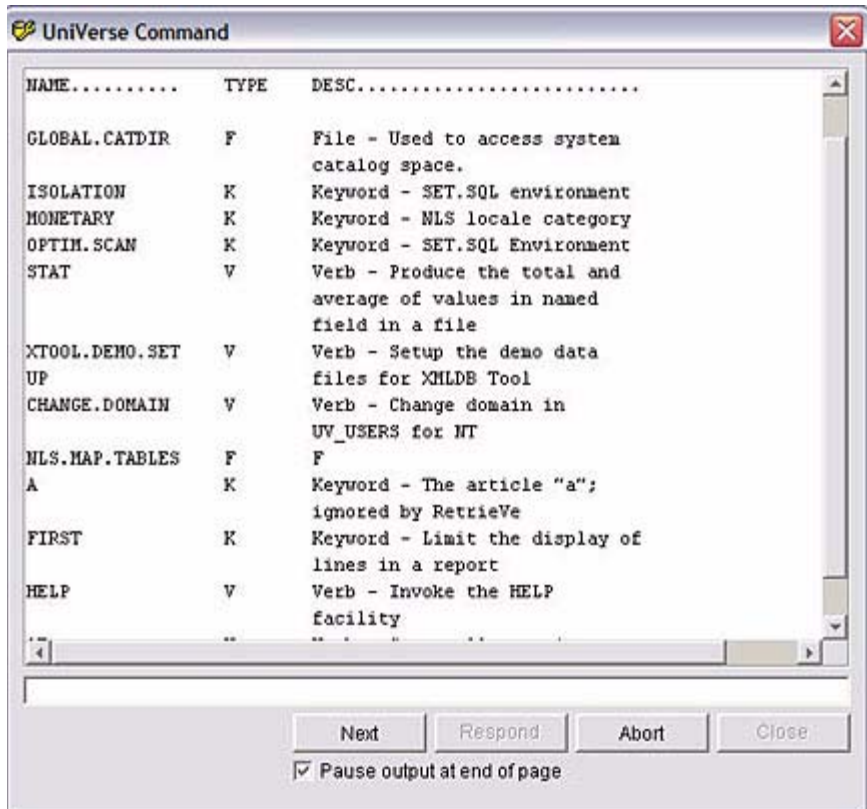 UniVerse Command
NAME.......... TYPE DESC...........................
GLOBAL.CATDIR F File - Used to access system
catalog space.
ISOLATION K Keyword - SET.SQL environment
MONETARY K Keyword - NLS locale category
OPTIM.SCAN K Keyword - SET.SQL Environment
STAT V Verb - Produce the total and
average of values in named
field in a file
XTOOL.DEMO.SET V Verb - Setup the demo data
UP files for XMLDB Tool
CHANGE.DOMAIN V Verb - Change domain in
UV_USERS for NT
NLS.MAP.TABLES F F
A K Keyword - The article "a";
ignored by RetrieVe
FIRST K Keyword - Limit the display of
lines in a report
HELP V Verb - Invoke the HELP
facility
Next Respond Abort Close
Pause output at end of page